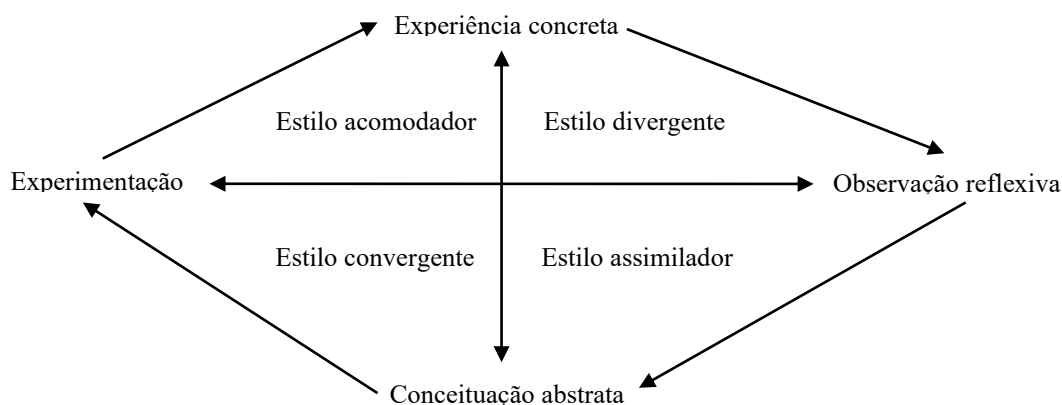 Experiência concreta
Estilo acomodador Estilo divergente
Experimentação Observação reflexiva
Estilo convergente Estilo assimilador
Conceituação abstrata